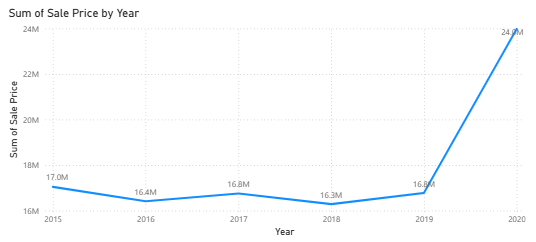 Sum of Sale Price by Year
24M
22M
20M
18M
16M
Sum of Sale Price
17.0M
16.4M
16.8M
16.3M
16.8M
24.0M
2015
2016
2017
2018
2019
2020
Year